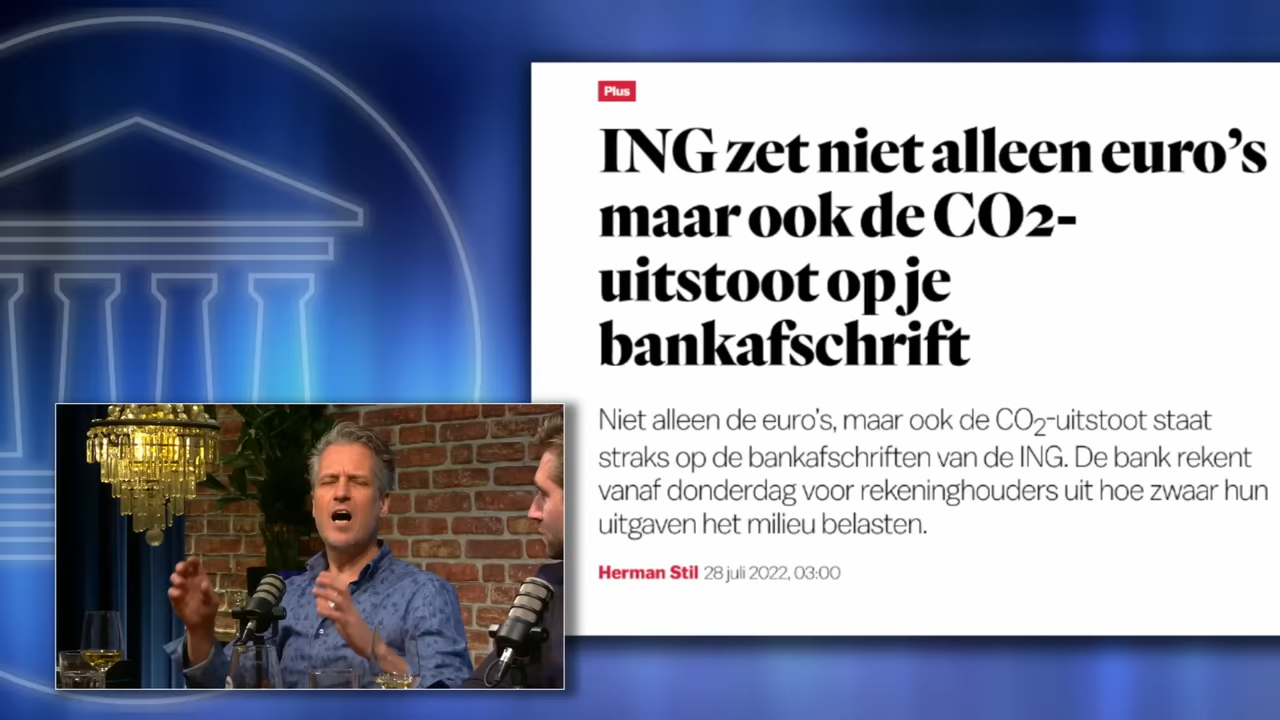 Plus
ING zet niet alleen euro’s
maar ook de CO2-
uitstoot op je
bankafschrift
Niet alleen de euro’s, maar ook de CO₂-uitstoot staat
straks op de bankafschriften van de ING. De bank rekent
vanaf donderdag voor rekeninghouders uit hoe zwaar hun
uitgaven het milieu belasten.
Herman Stil 28 juli 2022, 03:00